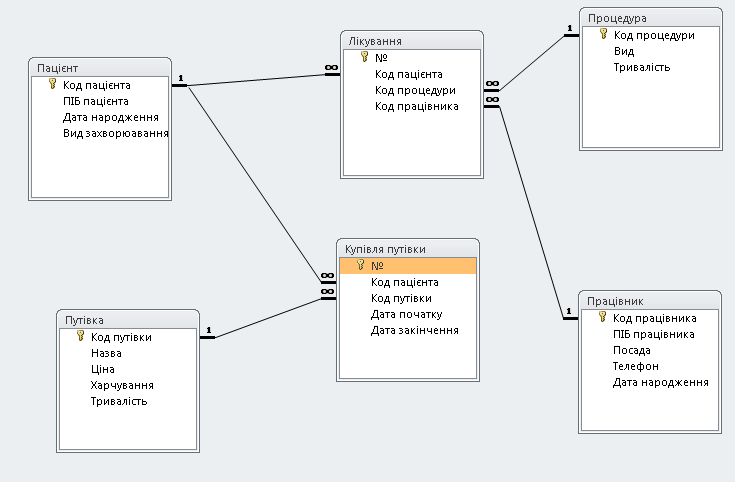 Пацієнт
Код пацієнта
ПІБ пацієнта
Дата народження
Вид захворюавання
1
∞
Лікування
№
Код пацієнта
Код процедури
Код працівника
∞
∞
1
Процедура
Код процедури
Вид
Тривалість
Купівля путівки
№
Код пацієнта
Код путівки
Дата початку
Дата закінчення
∞
∞
Путівка
Код путівки
Назва
Ціна
Харчування
Тривалість
1
1
Працівник
Код працівника
ПІБ працівника
Посада
Телефон
Дата народження